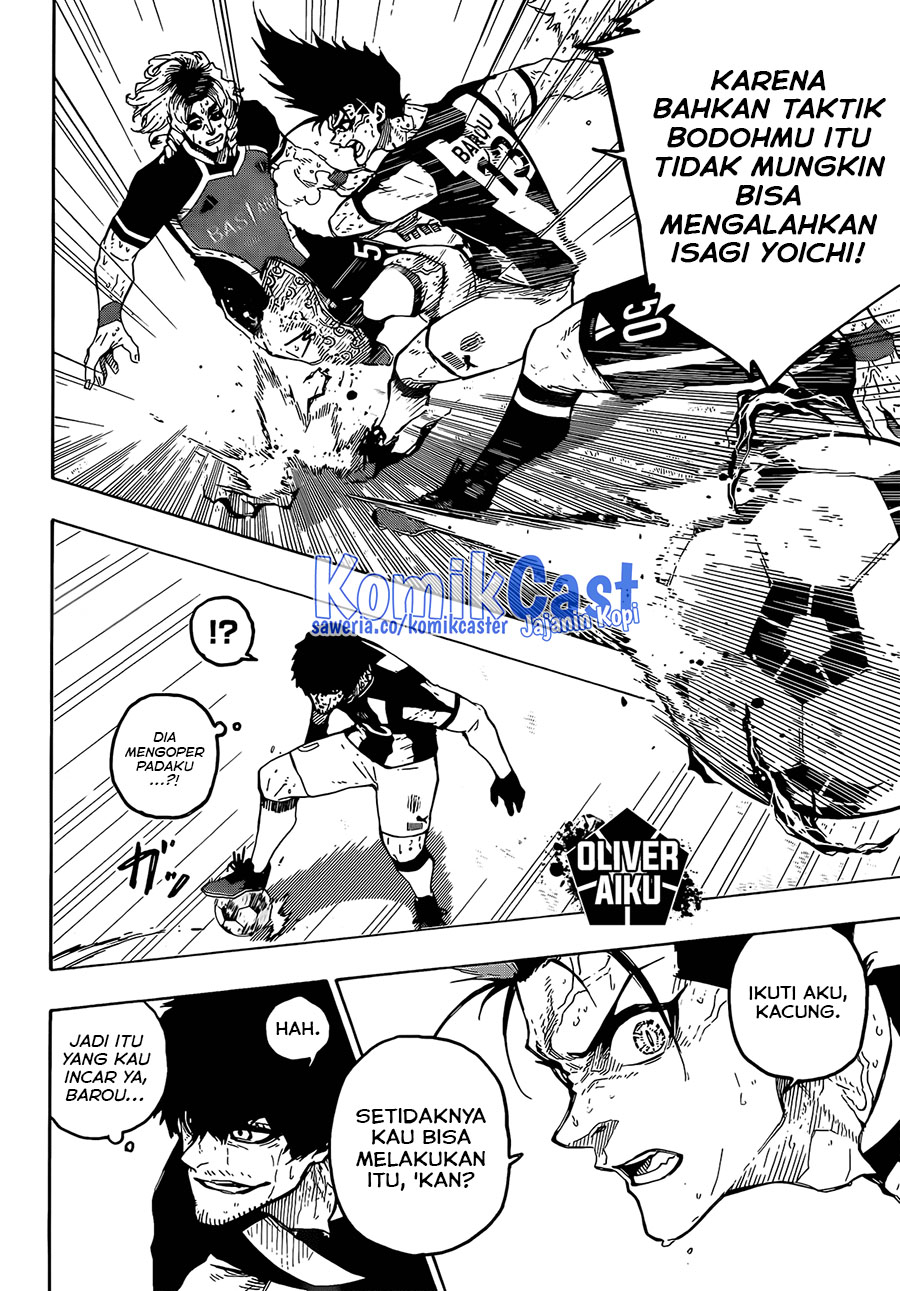 KARENA
BAHKAN TAKTIK
BODOHMU ITU
TIDAK MUNGKIN
BISA
MENGALAHKAN
ISAGI YOICHI!
BAROU
BASTARD
5
50
KomikCast
saweria.co/komikcaster
Jajanin Kopi
!?
DIA
MENGOPER
PADAKU
...?!
ガッ
OLIVER
AIKU
IKUTI AKU,
KACUNG.
SETIDAKNYA
KAU BISA
MELAKUKAN
ITU, 'KAN?
HAH.
JADI ITU
YANG KAU
INCAR YA,
BAROU...